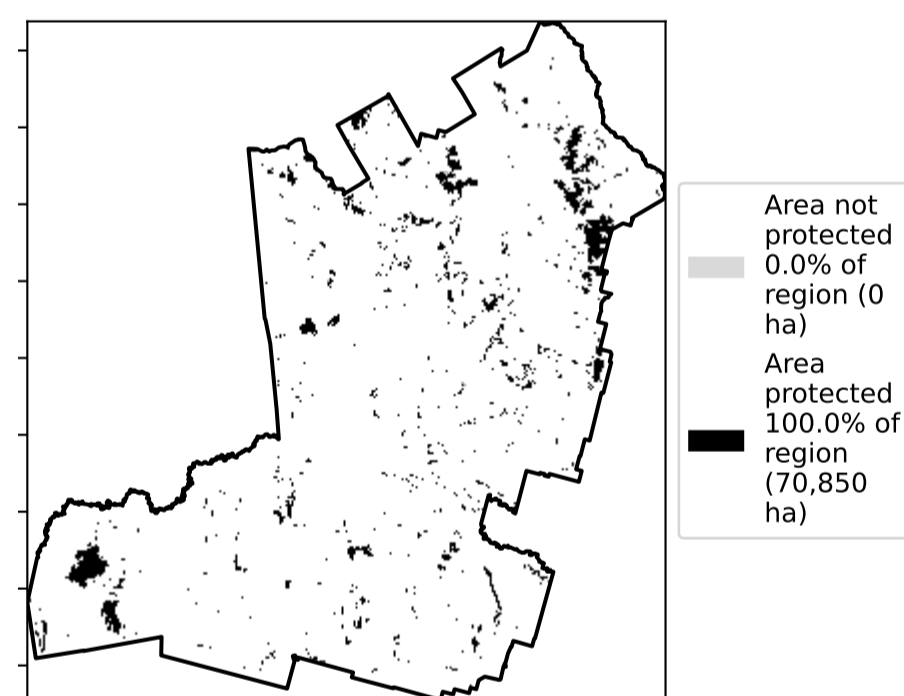 Area not
protected
0.0% of
region (0
ha)
Area
protected
100.0% of
region
(70,850
ha)